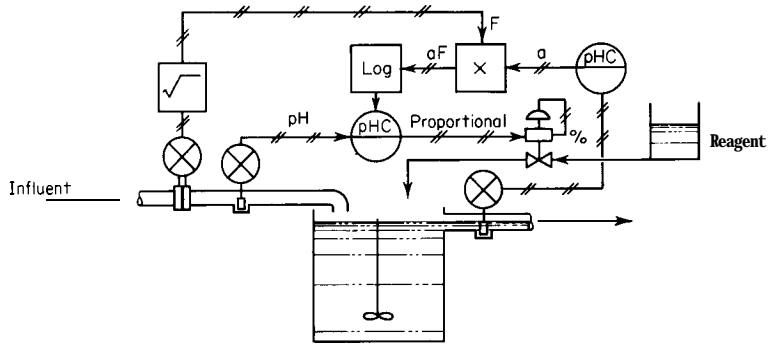 F
aF
a
pHC
Log
×
pH
pHC
Proportional
%
Reagent
Influent